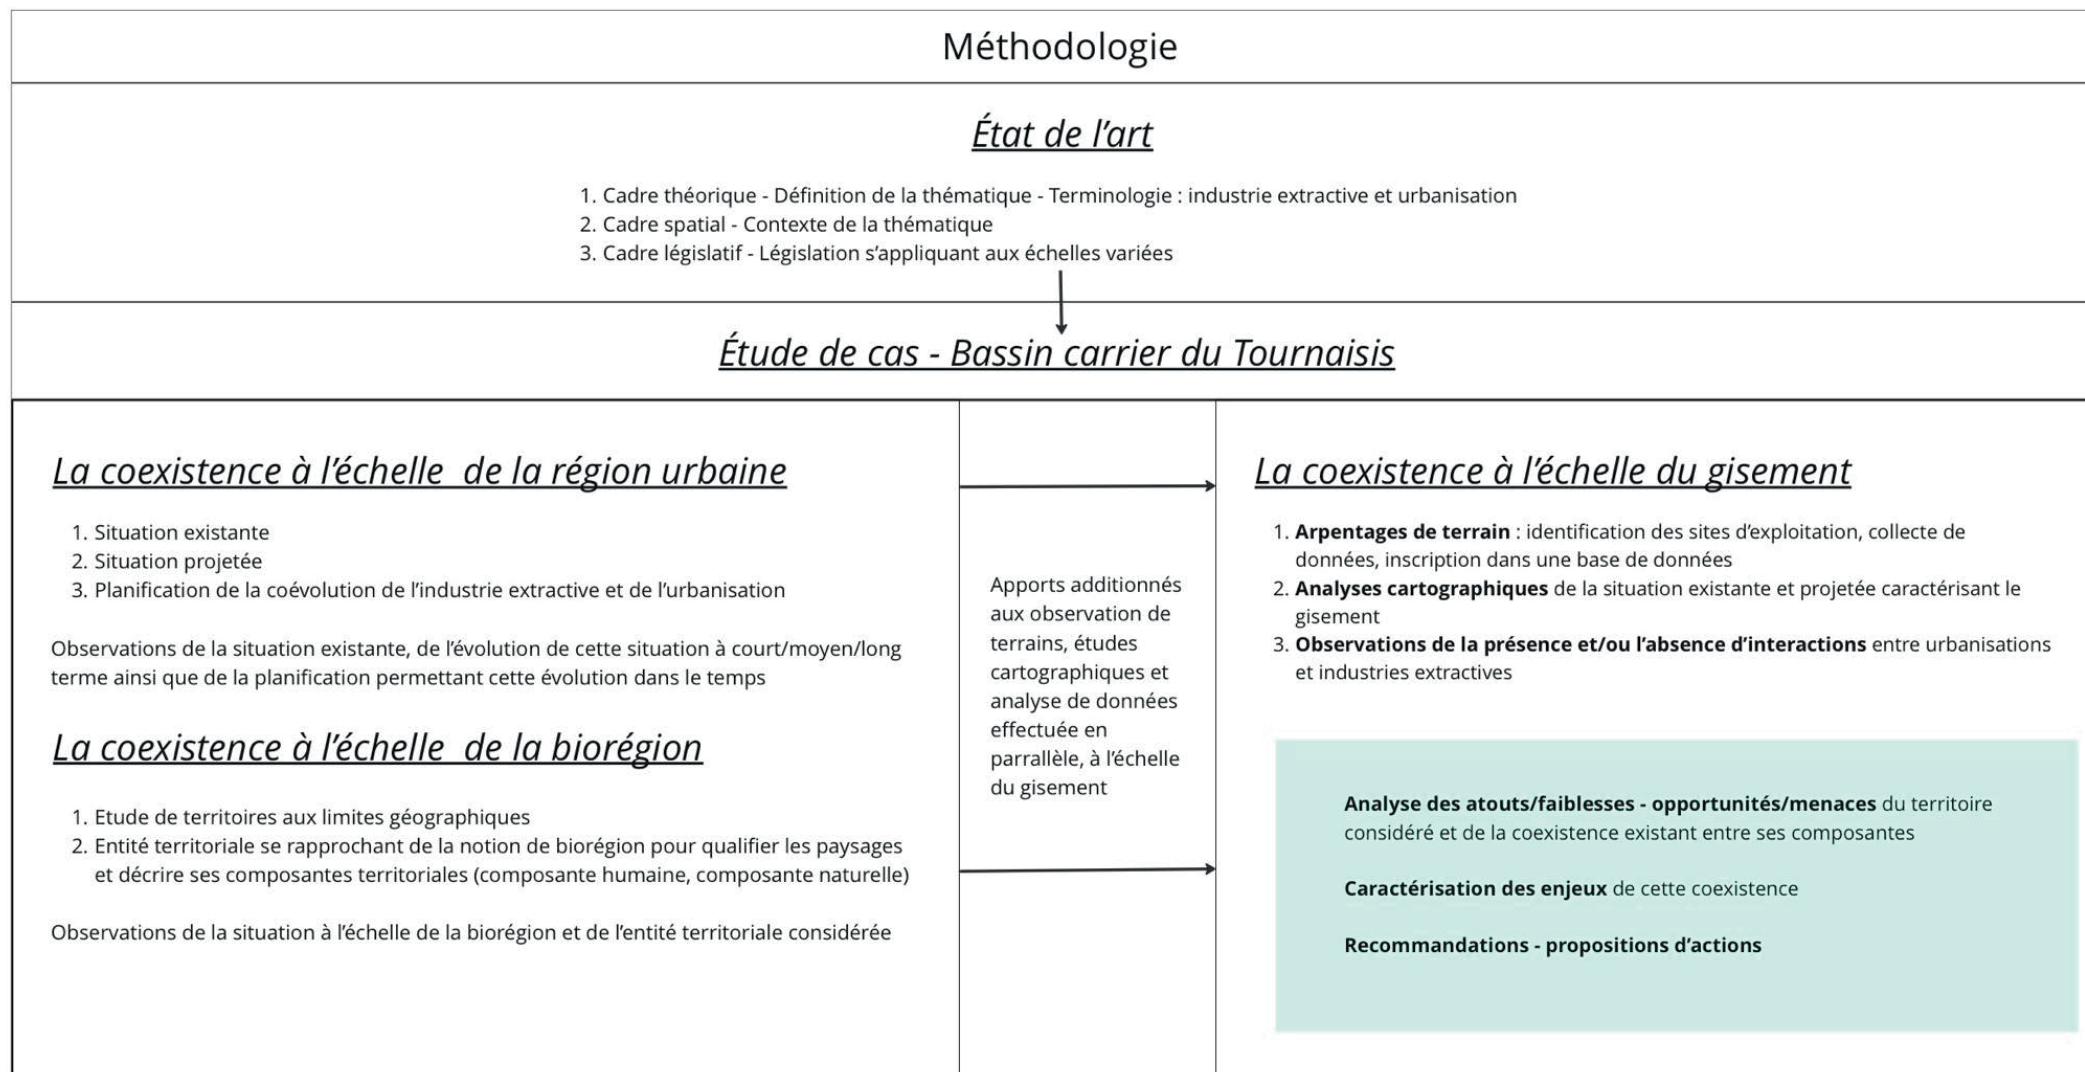 Méthodologie
État de l'art
1. Cadre théorique - Définition de la thématique - Terminologie : industrie extractive et urbanisation
2. Cadre spatial - Contexte de la thématique
3. Cadre législatif - Législation s'appliquant aux échelles variées
Étude de cas - Bassin carrier du Tournaisis
La coexistence à l'échelle de la région urbaine
1. Situation existante
2. Situation projetée
3. Planification de la coévolution de l'industrie extractive et de l'urbanisation
Observations de la situation existante, de l'évolution de cette situation à court/moyen/long
terme ainsi que de la planification permettant cette évolution dans le temps
La coexistence à l'échelle de la biorégion
1. Etude de territoires aux limites géographiques
2. Entité territoriale se rapprochant de la notion de biorégion pour qualifier les paysages
et décrire ses composantes territoriales (composante humaine, composante naturelle)
Observations de la situation à l'échelle de la biorégion et de l'entité territoriale considérée
Apports additionnés
aux observation de
terrains, études
cartographiques et
analyse de données
effectuée en
parrallèle, à l'échelle
du gisement
La coexistence à l'échelle du gisement
1. Arpentages de terrain : identification des sites d'exploitation, collecte de
données, inscription dans une base de données
2. Analyses cartographiques de la situation existante et projetée caractérisant le
gisement
3. Observations de la présence et/ou l'absence d'interactions entre urbanisations
et industries extractives
Analyse des atouts/faiblesses - opportunités/menaces du territoire
considéré et de la coexistence existant entre ses composantes
Caractérisation des enjeux de cette coexistence
Recommandations - propositions d'actions